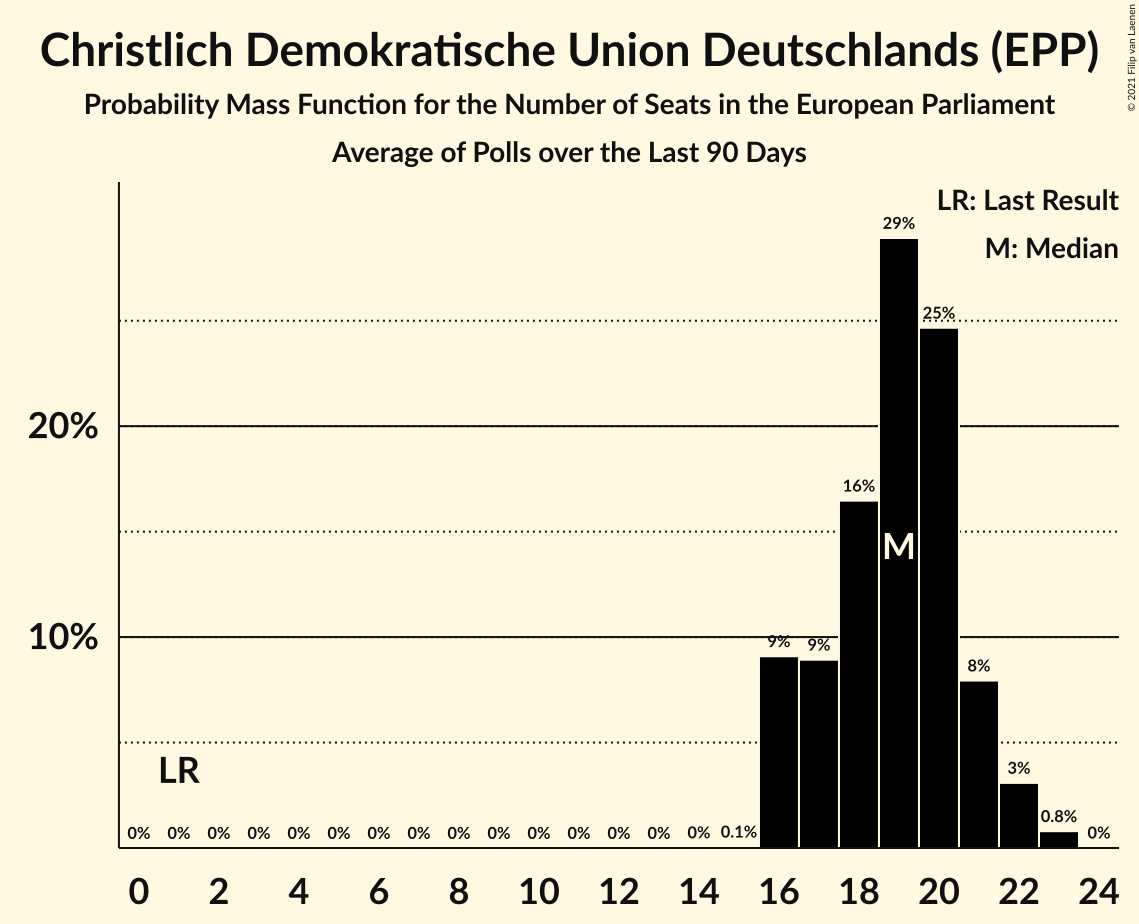 Christlich Demokratische Union Deutschlands (EPP)
Probability Mass Function for the Number of Seats in the European Parliament
Average of Polls over the Last 90 Days
© 2021 Filip van Laenen
LR: Last Result
M: Median
29%
25%
20%
16%
M
10%
9% 9%
8%
LR
3%
0% 0% 0% 0% 0% 0% 0% 0% 0% 0% 0% 0% 0% 0% 0% 0.1% 0.8% 0%
0 2 4 6 8 10 12 14 16 18 20 22 24